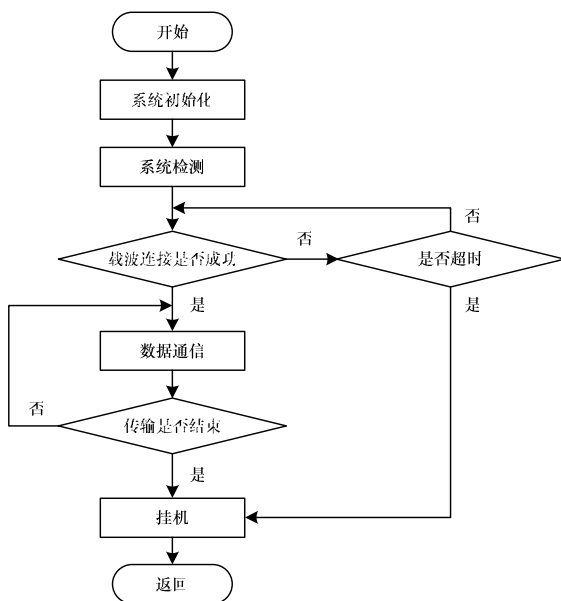 开始
系统初始化
系统检测
否
载波连接是否成功
否
是否超时
是
是
数据通信
否
传输是否结束
是
挂机
返回